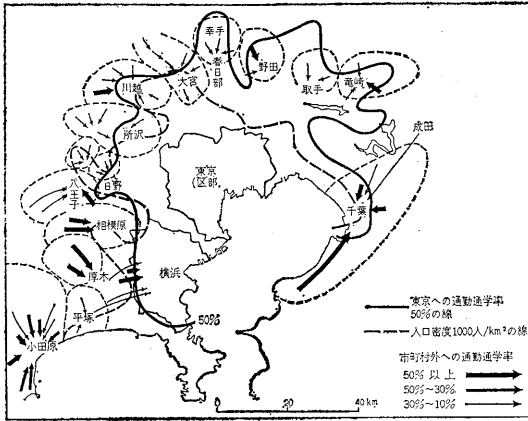 幸手
春日部
野田
大宮
川越
取手
竜崎
所沢
成田
東京
(区部)
八王子
日野
千葉
相模原
厚木
横浜
平塚
50%
小田原
東京への通勤通学率
50%の線
人口密度1000人/km²の線
市町村外への通勤通学率
50%以上
50%~30%
30%~10%
0 20 40 km